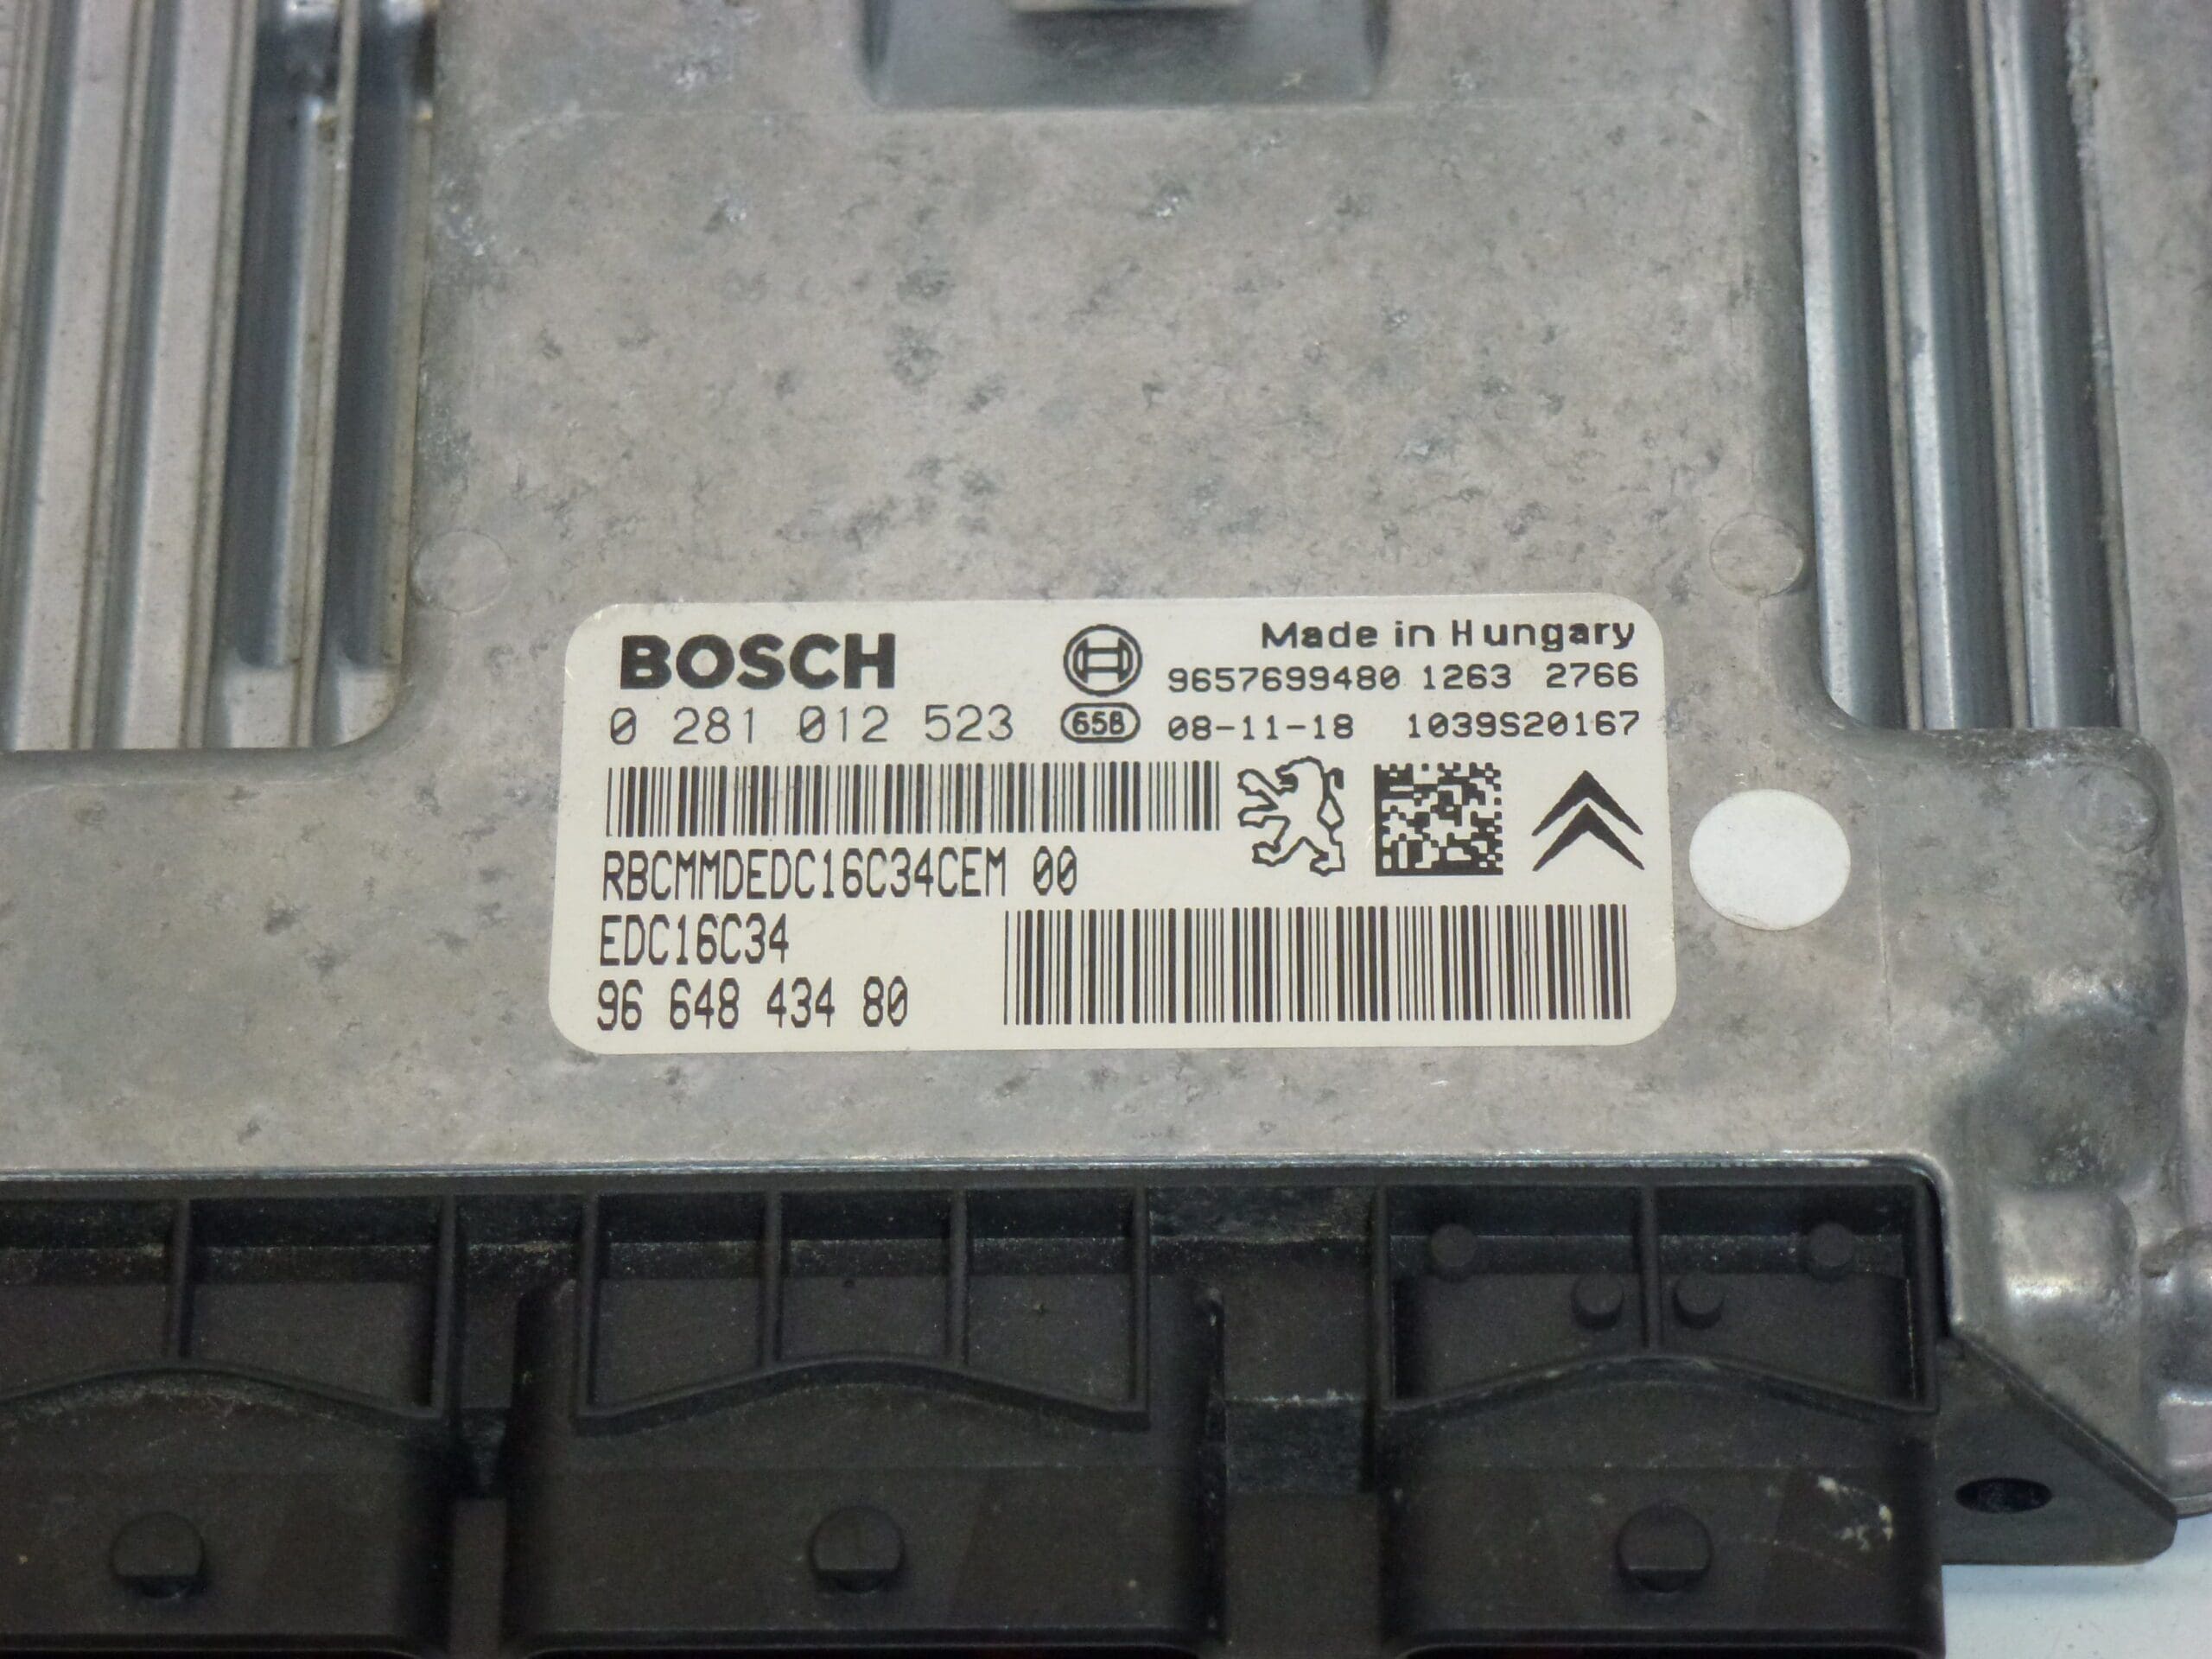 BOSCH
Made in Hungary
9657699480 1263 2766
0 281 012 523
658 08-11-18 1039S20167
RBCMMDEDC16C34CEM 00
EDC16C34
96 648 434 80